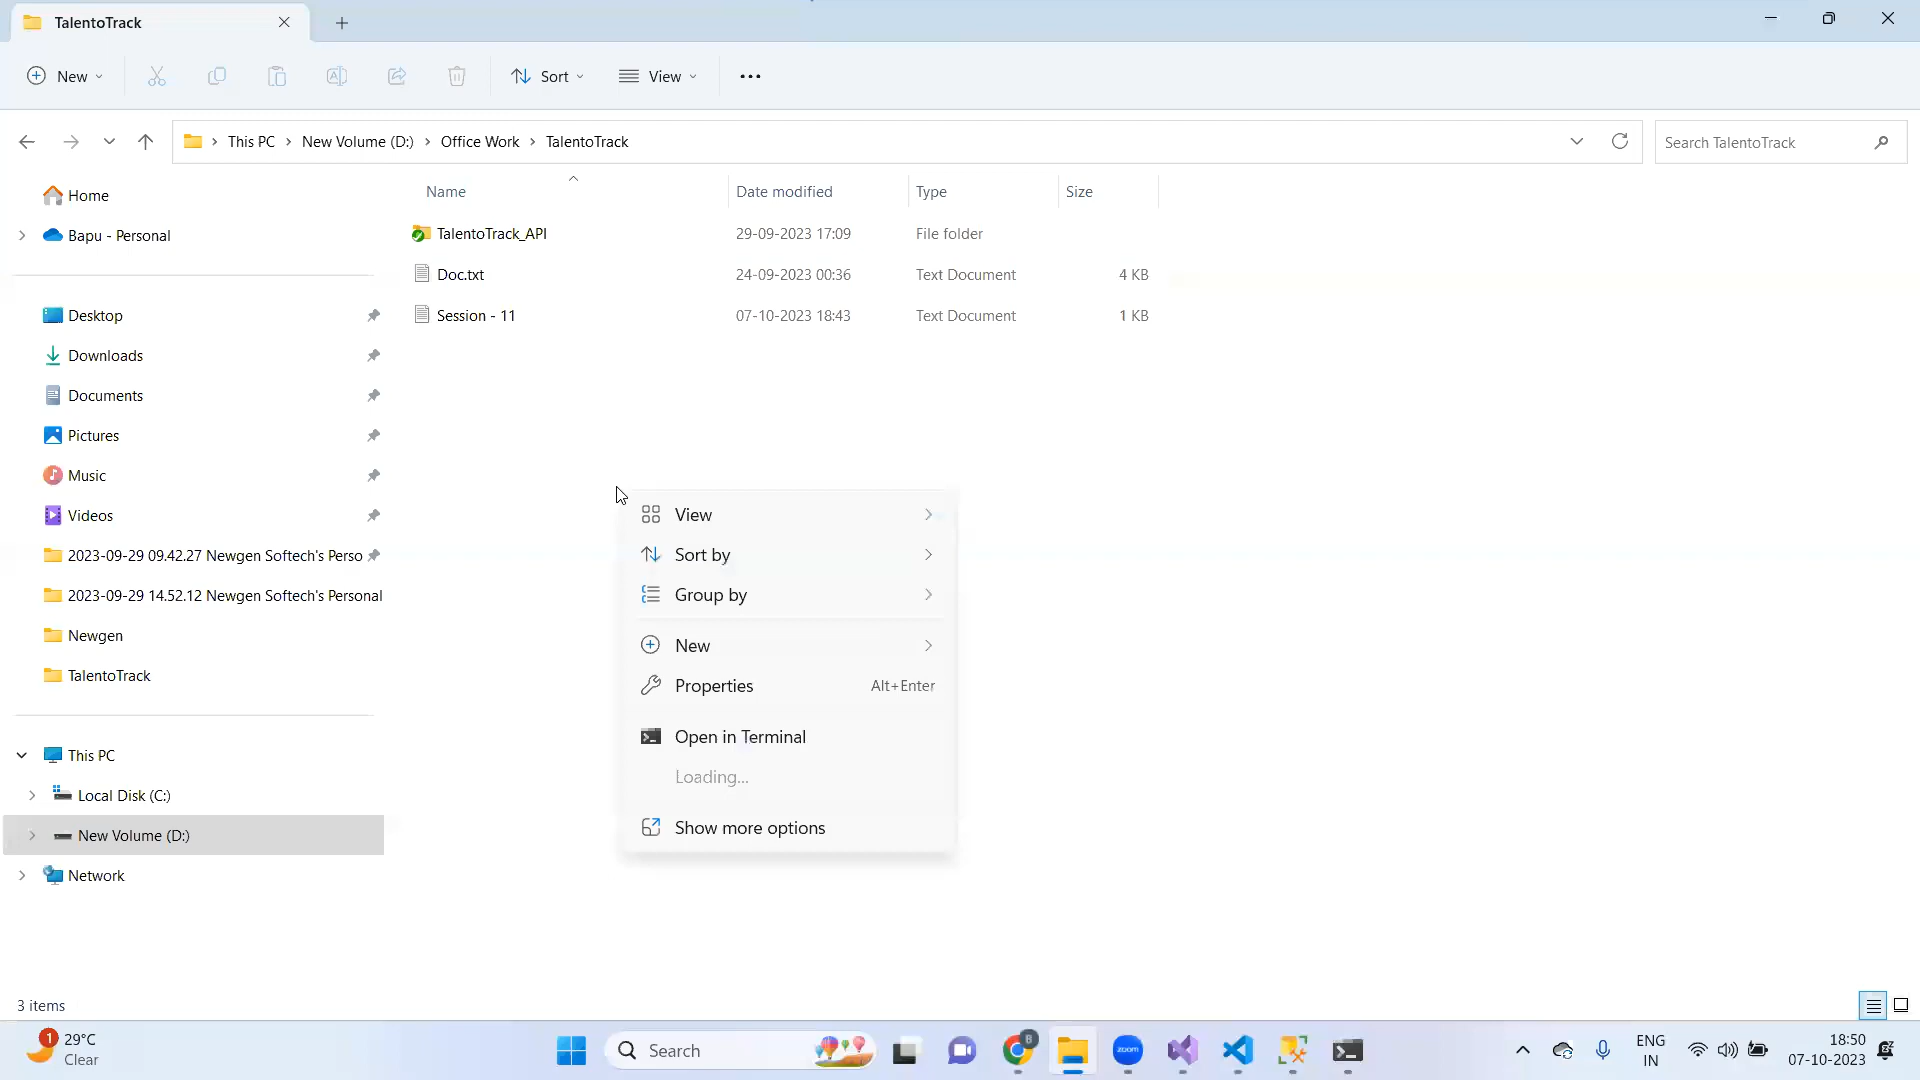 TalentoTrack
New
Sort
View
This PC
New Volume (D:)
Office Work
TalentoTrack
Search TalentoTrack
Name
Date modified
Type
Size
TalentoTrack_API
29-09-2023 17:09
File folder
Doc.txt
24-09-2023 00:36
Text Document
4 KB
Session - 11
07-10-2023 18:43
Text Document
1 KB
Home
Bapu - Personal
Desktop
Downloads
Documents
Pictures
Music
Videos
2023-09-29 09.42.27 Newgen Softech's Perso
2023-09-29 14.52.12 Newgen Softech's Personal
Newgen
TalentoTrack
This PC
Local Disk (C:)
New Volume (D:)
Network
View
Sort by
Group by
New
Properties
Alt+Enter
Open in Terminal
Loading...
Show more options
3 items
1
29°C
Clear
Search
B
zoom
ENG
IN
18:50
07-10-2023